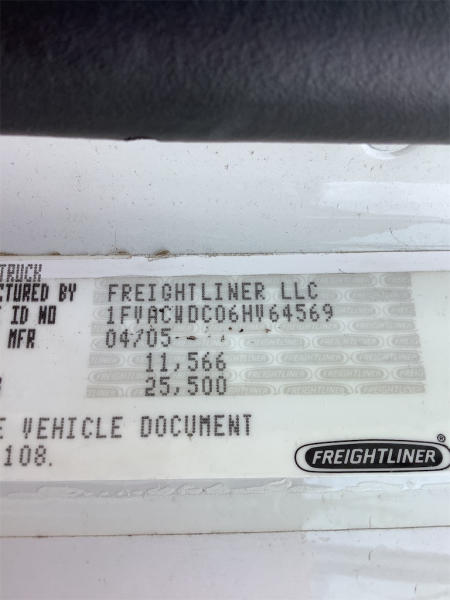 TRUCK
CTURED BY FREIGHTLINER LLC
E ID NO 1FVACWDC06HV64569
MFR 04/05
11,566
25,500
E VEHICLE DOCUMENT
108.
FREIGHTLINER®